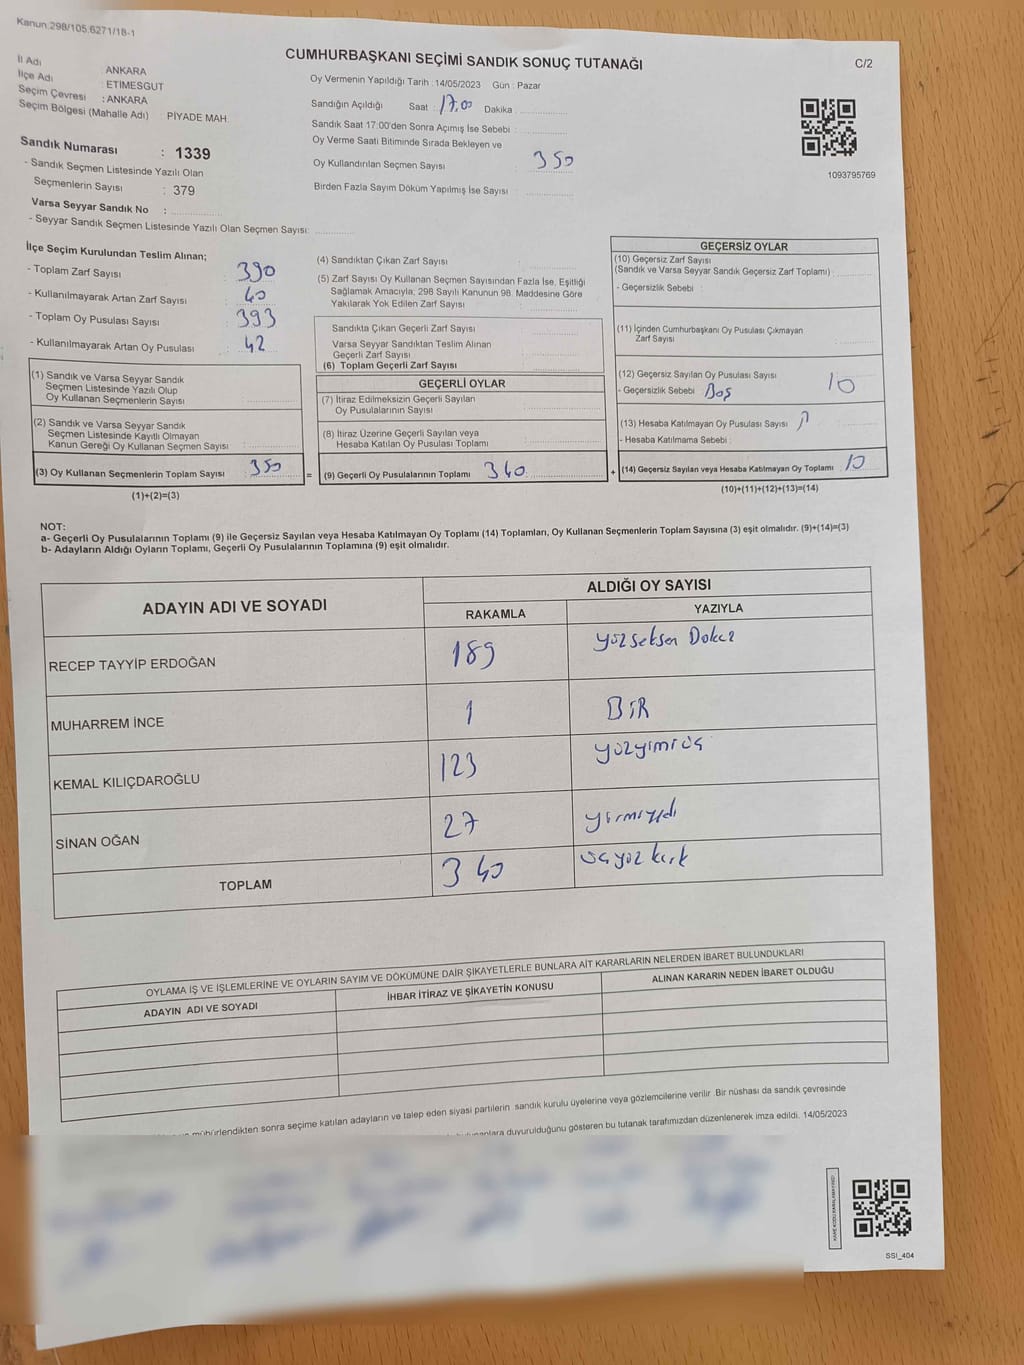 Kanun:298/105;6271/18-1
CUMHURBAŞKANI SEÇİMİ SANDIK SONUÇ TUTANAĞI
C/2
İl Adı : ANKARA
İlçe Adı : ETİMESGUT
Seçim Çevresi : ANKARA
Seçim Bölgesi (Mahalle Adı) PİYADE MAH.
Oy Vermenin Yapıldığı Tarih : 14/05/2023 Gün : Pazar
Sandığın Açıldığı Saat : 17.00 Dakika
Sandık Saat 17:00'den Sonra Açılmış İse Sebebi :
Oy Verme Saati Bitiminde Sırada Bekleyen ve
Oy Kullandırılan Seçmen Sayısı 350
Birden Fazla Sayım Döküm Yapılmış İse Sayısı
1093795769
Sandık Numarası : 1339
- Sandık Seçmen Listesinde Yazılı Olan
Seçmenlerin Sayısı : 379
Varsa Seyyar Sandık No :
- Seyyar Sandık Seçmen Listesinde Yazılı Olan Seçmen Sayısı:
İlçe Seçim Kurulundan Teslim Alınan;
- Toplam Zarf Sayısı : 390
- Kullanılmayarak Artan Zarf Sayısı : 40
- Toplam Oy Pusulası Sayısı : 393
- Kullanılmayarak Artan Oy Pusulası : 42
(1) Sandık ve Varsa Seyyar Sandık
Seçmen Listesinde Yazılı Olup
Oy Kullanan Seçmenlerin Sayısı
(2) Sandık ve Varsa Seyyar Sandık
Seçmen Listesinde Kayıtlı Olmayan
Kanun Gereği Oy Kullanan Seçmen Sayısı
(3) Oy Kullanan Seçmenlerin Toplam Sayısı 350
(1)+(2)=(3)
(4) Sandıktan Çıkan Zarf Sayısı
(5) Zarf Sayısı Oy Kullanan Seçmen Sayısından Fazla İse, Eşitliği
Sağlamak Amacıyla; 298 Sayılı Kanunun 98. Maddesine Göre
Yakılarak Yok Edilen Zarf Sayısı
Sandıkta Çıkan Geçerli Zarf Sayısı
Varsa Seyyar Sandıktan Teslim Alınan
Geçerli Zarf Sayısı
(6) Toplam Geçerli Zarf Sayısı
GEÇERLİ OYLAR
(7) İtiraz Edilmeksizin Geçerli Sayılan
Oy Pusulalarının Sayısı
(8) İtiraz Üzerine Geçerli Sayılan veya
Hesaba Katılan Oy Pusulası Toplamı
= (9) Geçerli Oy Pusulalarının Toplamı 340
GEÇERSİZ OYLAR
(10) Geçersiz Zarf Sayısı
(Sandık ve Varsa Seyyar Sandık Geçersiz Zarf Toplamı) :
- Geçersizlik Sebebi :
(11) İçinden Cumhurbaşkanı Oy Pusulası Çıkmayan
Zarf Sayısı
(12) Geçersiz Sayılan Oy Pusulası Sayısı 10
- Geçersizlik Sebebi Boş
(13) Hesaba Katılmayan Oy Pusulası Sayısı
- Hesaba Katılmama Sebebi :
+ (14) Geçersiz Sayılan veya Hesaba Katılmayan Oy Toplamı 10
(10)+(11)+(12)+(13)=(14)
NOT:
a- Geçerli Oy Pusulalarının Toplamı (9) ile Geçersiz Sayılan veya Hesaba Katılmayan Oy Toplamı (14) Toplamları, Oy Kullanan Seçmenlerin Toplam Sayısına (3) eşit olmalıdır. (9)+(14)=(3)
b- Adayların Aldığı Oyların Toplamı, Geçerli Oy Pusulalarının Toplamına (9) eşit olmalıdır.
ADAYIN ADI VE SOYADI
ALDIĞI OY SAYISI
RAKAMLA YAZIYLA
RECEP TAYYİP ERDOĞAN 189 yüzseksen Dokuz
MUHARREM İNCE 1 BİR
KEMAL KILIÇDAROĞLU 123 yüzyimrüç
SİNAN OĞAN 27 yirmiyedi
TOPLAM 340 üçyüz kırk
OYLAMA İŞ VE İŞLEMLERİNE VE OYLARIN SAYIM VE DÖKÜMÜNE DAİR ŞİKAYETLERLE BUNLARA AİT KARARLARIN NELERDEN İBARET BULUNDUKLARI
ADAYIN ADI VE SOYADI İHBAR İTİRAZ VE ŞİKAYETİN KONUSU ALINAN KARARIN NEDEN İBARET OLDUĞU
mühürlendikten sonra seçime katılan adayların ve talep eden siyasi partilerin sandık kurulu üyelerine veya gözlemcilerine verilir. Bir nüshası da sandık çevresinde
duyurulduğunu gösteren bu tutanak tarafımızdan düzenlenerek imza edildi. 14/05/2023
SSI_404